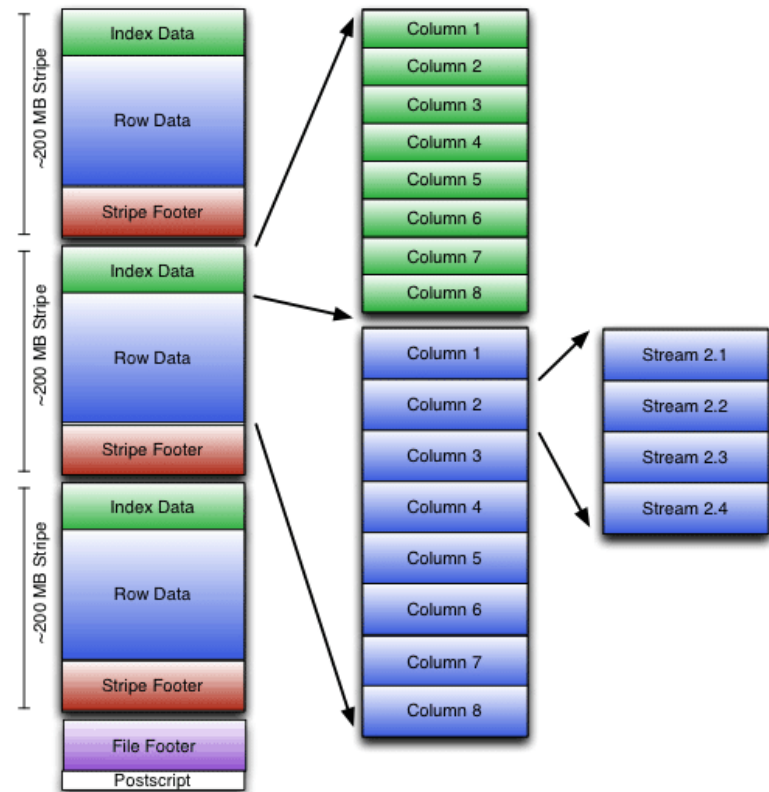 ~200 MB Stripe
Index Data
Row Data
Stripe Footer
~200 MB Stripe
Index Data
Row Data
Stripe Footer
~200 MB Stripe
Index Data
Row Data
Stripe Footer
File Footer
Postscript
Column 1
Column 2
Column 3
Column 4
Column 5
Column 6
Column 7
Column 8
Column 1
Column 2
Column 3
Column 4
Column 5
Column 6
Column 7
Column 8
Stream 2.1
Stream 2.2
Stream 2.3
Stream 2.4